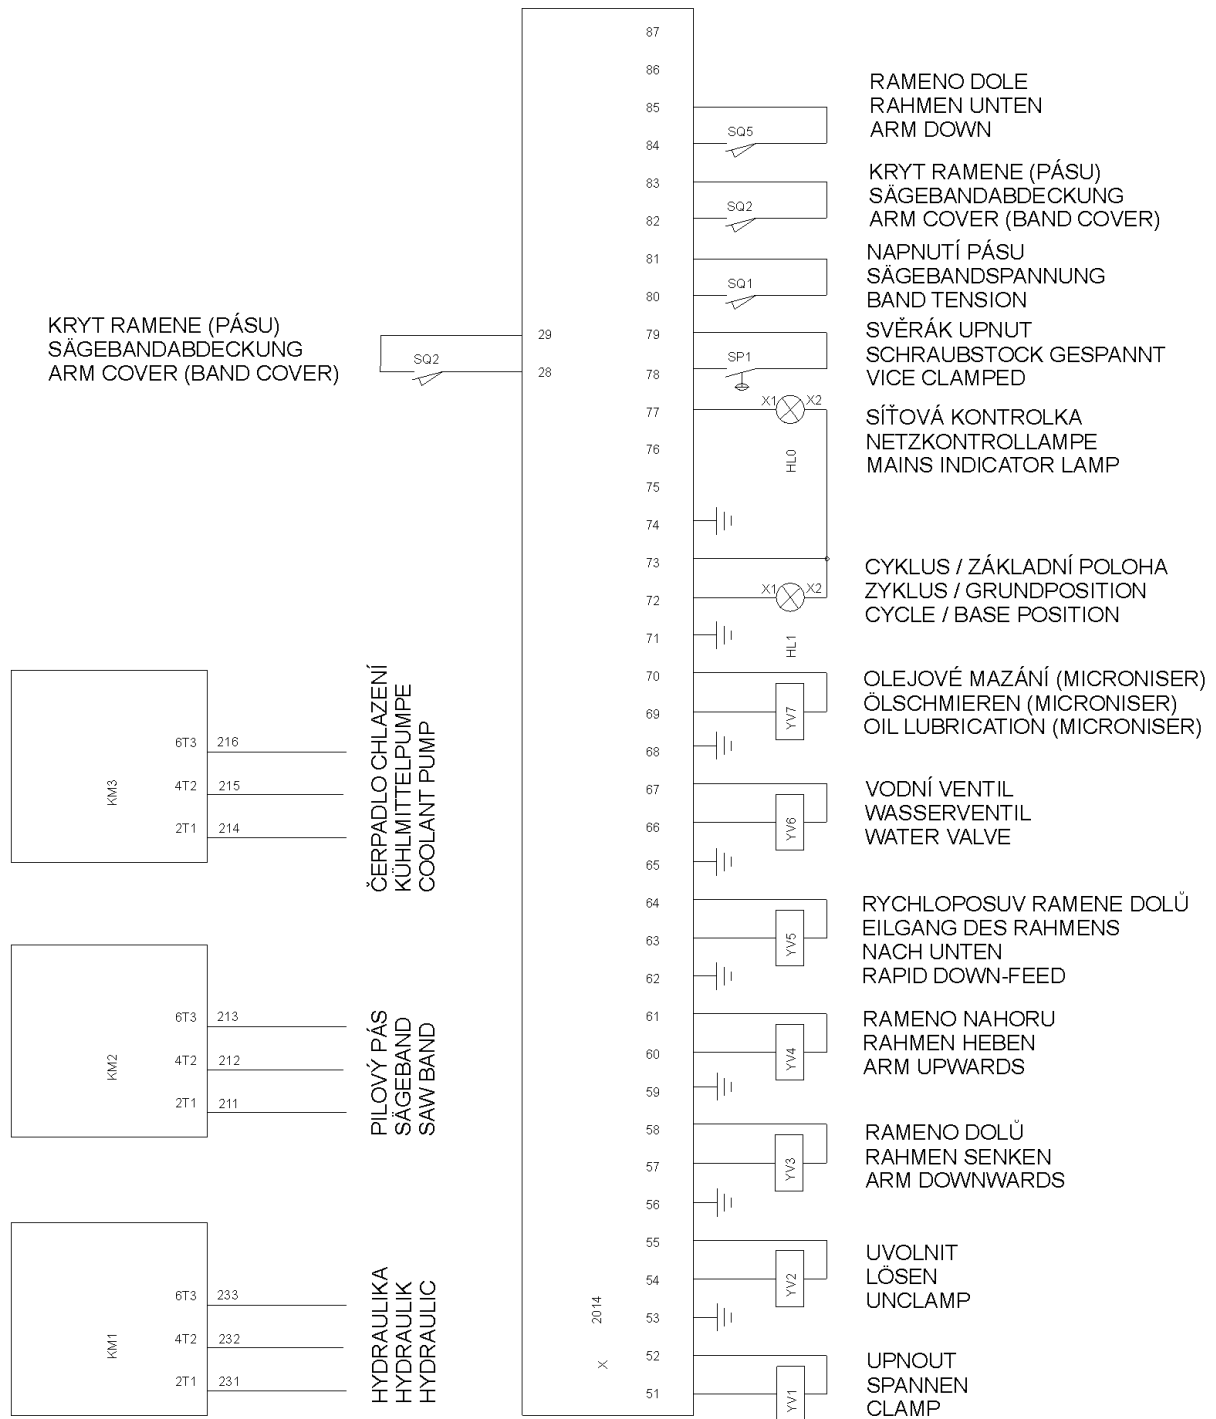 87
86
85
84
SQ5
RAMENO DOLE
RAHMEN UNTEN
ARM DOWN
83
82
SQ2
KRYT RAMENE (PÁSU)
SÄGEBANDABDECKUNG
ARM COVER (BAND COVER)
81
80
SQ1
NAPNUTÍ PÁSU
SÄGEBANDSPANNUNG
BAND TENSION
KRYT RAMENE (PÁSU)
SÄGEBANDABDECKUNG
ARM COVER (BAND COVER)
SQ2
29
28
79
78
SP1
SVĚRÁK UPNUT
SCHRAUBSTOCK GESPANNT
VICE CLAMPED
77
X1 X2
HL0
SÍŤOVÁ KONTROLKA
NETZKONTROLLAMPE
MAINS INDICATOR LAMP
76
75
74
73
72
X1 X2
HL1
CYKLUS / ZÁKLADNÍ POLOHA
ZYKLUS / GRUNDPOSITION
CYCLE / BASE POSITION
71
70
69
68
YV7
OLEJOVÉ MAZÁNÍ (MICRONISER)
ÖLSCHMIEREN (MICRONISER)
OIL LUBRICATION (MICRONISER)
KM3
6T3 216
4T2 215
2T1 214
ČERPADLO CHLAZENÍ
KÜHLMITTELPUMPE
COOLANT PUMP
67
66
65
YV6
VODNÍ VENTIL
WASSERVENTIL
WATER VALVE
64
63
62
YV5
RYCHLOPOSUV RAMENE DOLŮ
EILGANG DES RAHMENS
NACH UNTEN
RAPID DOWN-FEED
KM2
6T3 213
4T2 212
2T1 211
PILOVÝ PÁS
SÄGEBAND
SAW BAND
61
60
59
YV4
RAMENO NAHORU
RAHMEN HEBEN
ARM UPWARDS
58
57
56
YV3
RAMENO DOLŮ
RAHMEN SENKEN
ARM DOWNWARDS
KM1
6T3 233
4T2 232
2T1 231
HYDRAULIKA
HYDRAULIK
HYDRAULIC
X 2014
55
54
53
YV2
UVOLNIT
LÖSEN
UNCLAMP
52
51
YV1
UPNOUT
SPANNEN
CLAMP